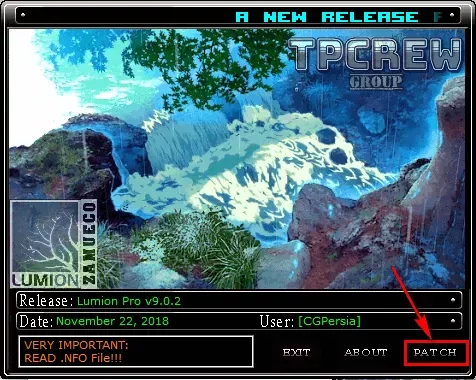 A NEW RELEASE
TPCREW
GROUP
LUMION
ZAMUECO
Release: Lumion Pro v9.0.2
Date: November 22, 2018
User: [CGPersia]
VERY IMPORTANT:
READ .NFO File!!!
EXIT
ABOUT
PATCH